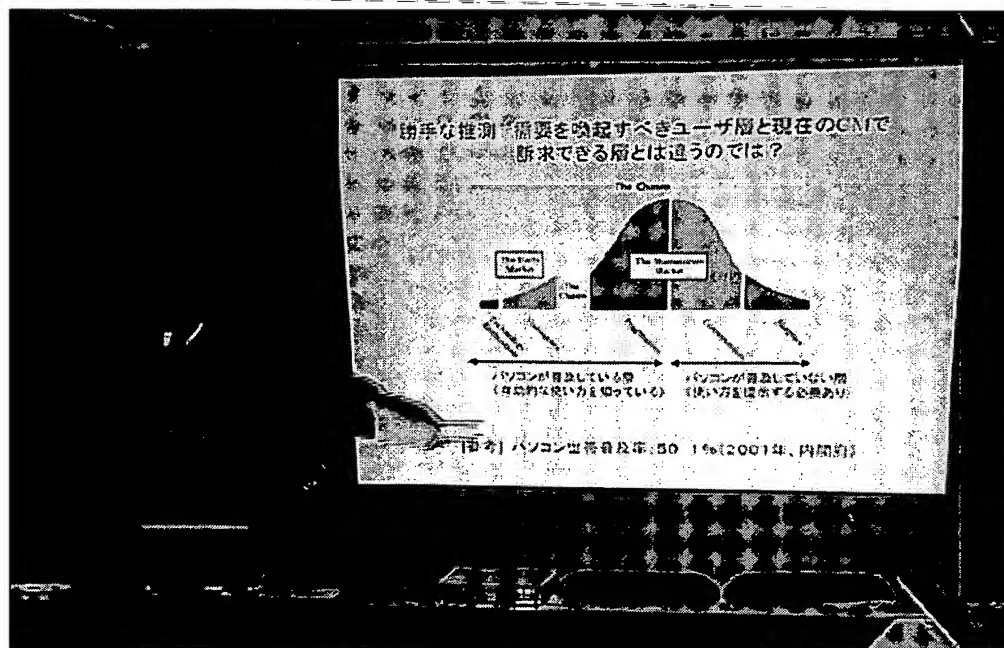 勝手な推測 需要を喚起すべきユーザ層と現在のCMで
訴求できる層とは違うのでは？
The Chasm
The Early
Market
The
Chasm
The Mainstream
Market
パソコンが普及している層
パソコンが普及していない層
使い方を知っている）
（使い方を提示する必要あり）
[参考] パソコン世帯普及率:50 1%(2001年、内閣府)